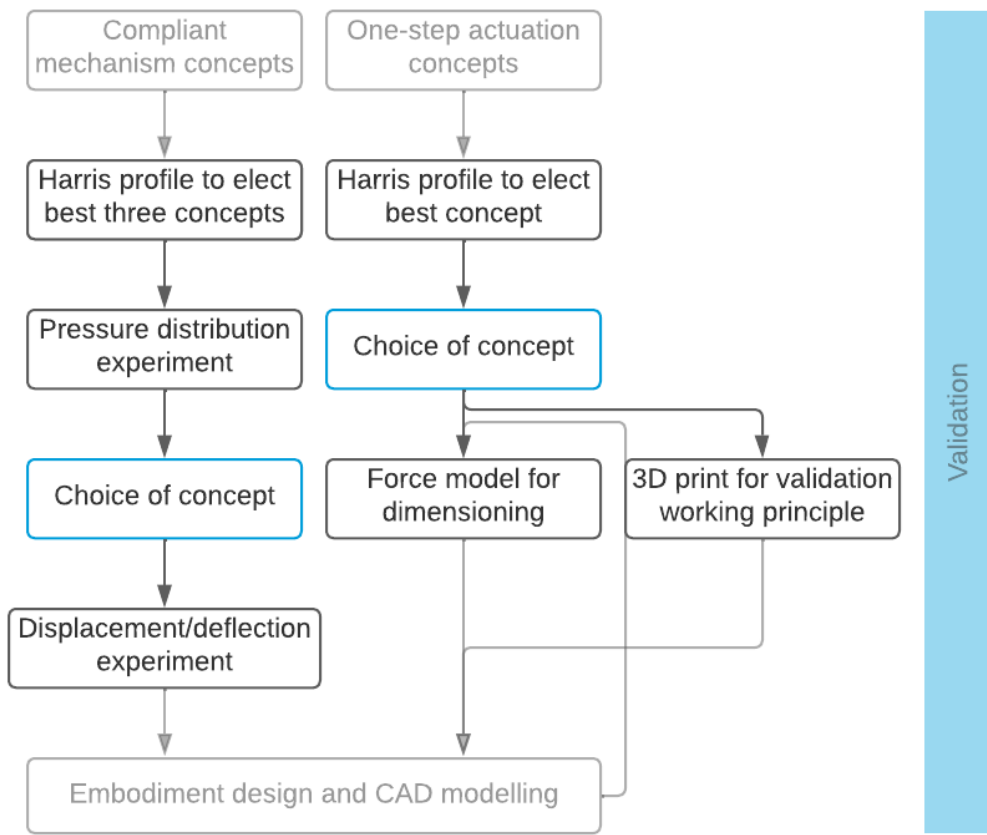 Compliant
mechanism concepts
One-step actuation
concepts
Harris profile to elect
best three concepts
Harris profile to elect
best concept
Pressure distribution
experiment
Choice of concept
Choice of concept
Force model for
dimensioning
3D print for validation
working principle
Displacement/deflection
experiment
Embodiment design and CAD modelling
Validation